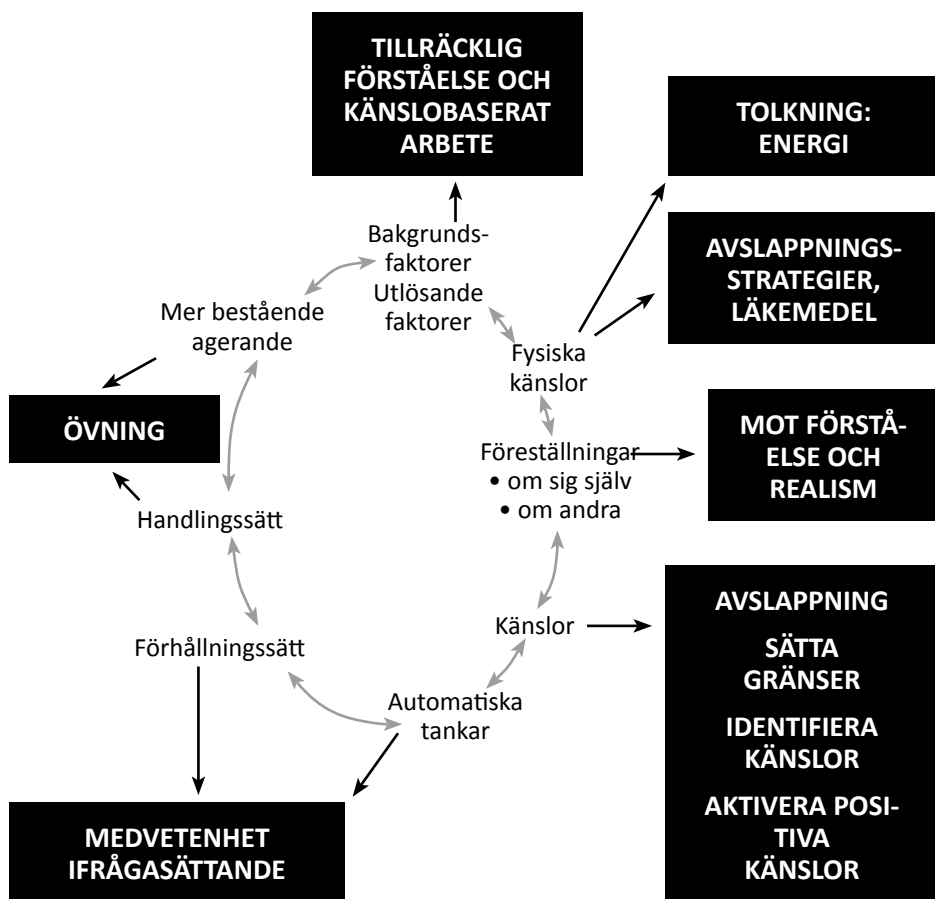 TILLRÄCKLIG
FÖRSTÅELSE OCH
KÄNSLOBASERAT
ARBETE
TOLKNING:
ENERGI
AVSLAPPNINGS-
STRATEGIER,
LÄKEMEDEL
Bakgrunds-
faktorer
Utlösande
faktorer
Mer bestående
agerande
Fysiska
känslor
ÖVNING
Föreställningar
• om sig själv
• om andra
MOT FÖRSTÅ-
ELSE OCH
REALISM
Handlingssätt
Känslor
AVSLAPPNING
SÄTTA
GRÄNSER
IDENTIFIERA
KÄNSLOR
AKTIVERA POSI-
TIVA
KÄNSLOR
Förhållningssätt
Automatiska
tankar
MEDVETENHET
IFRÅGASÄTTANDE